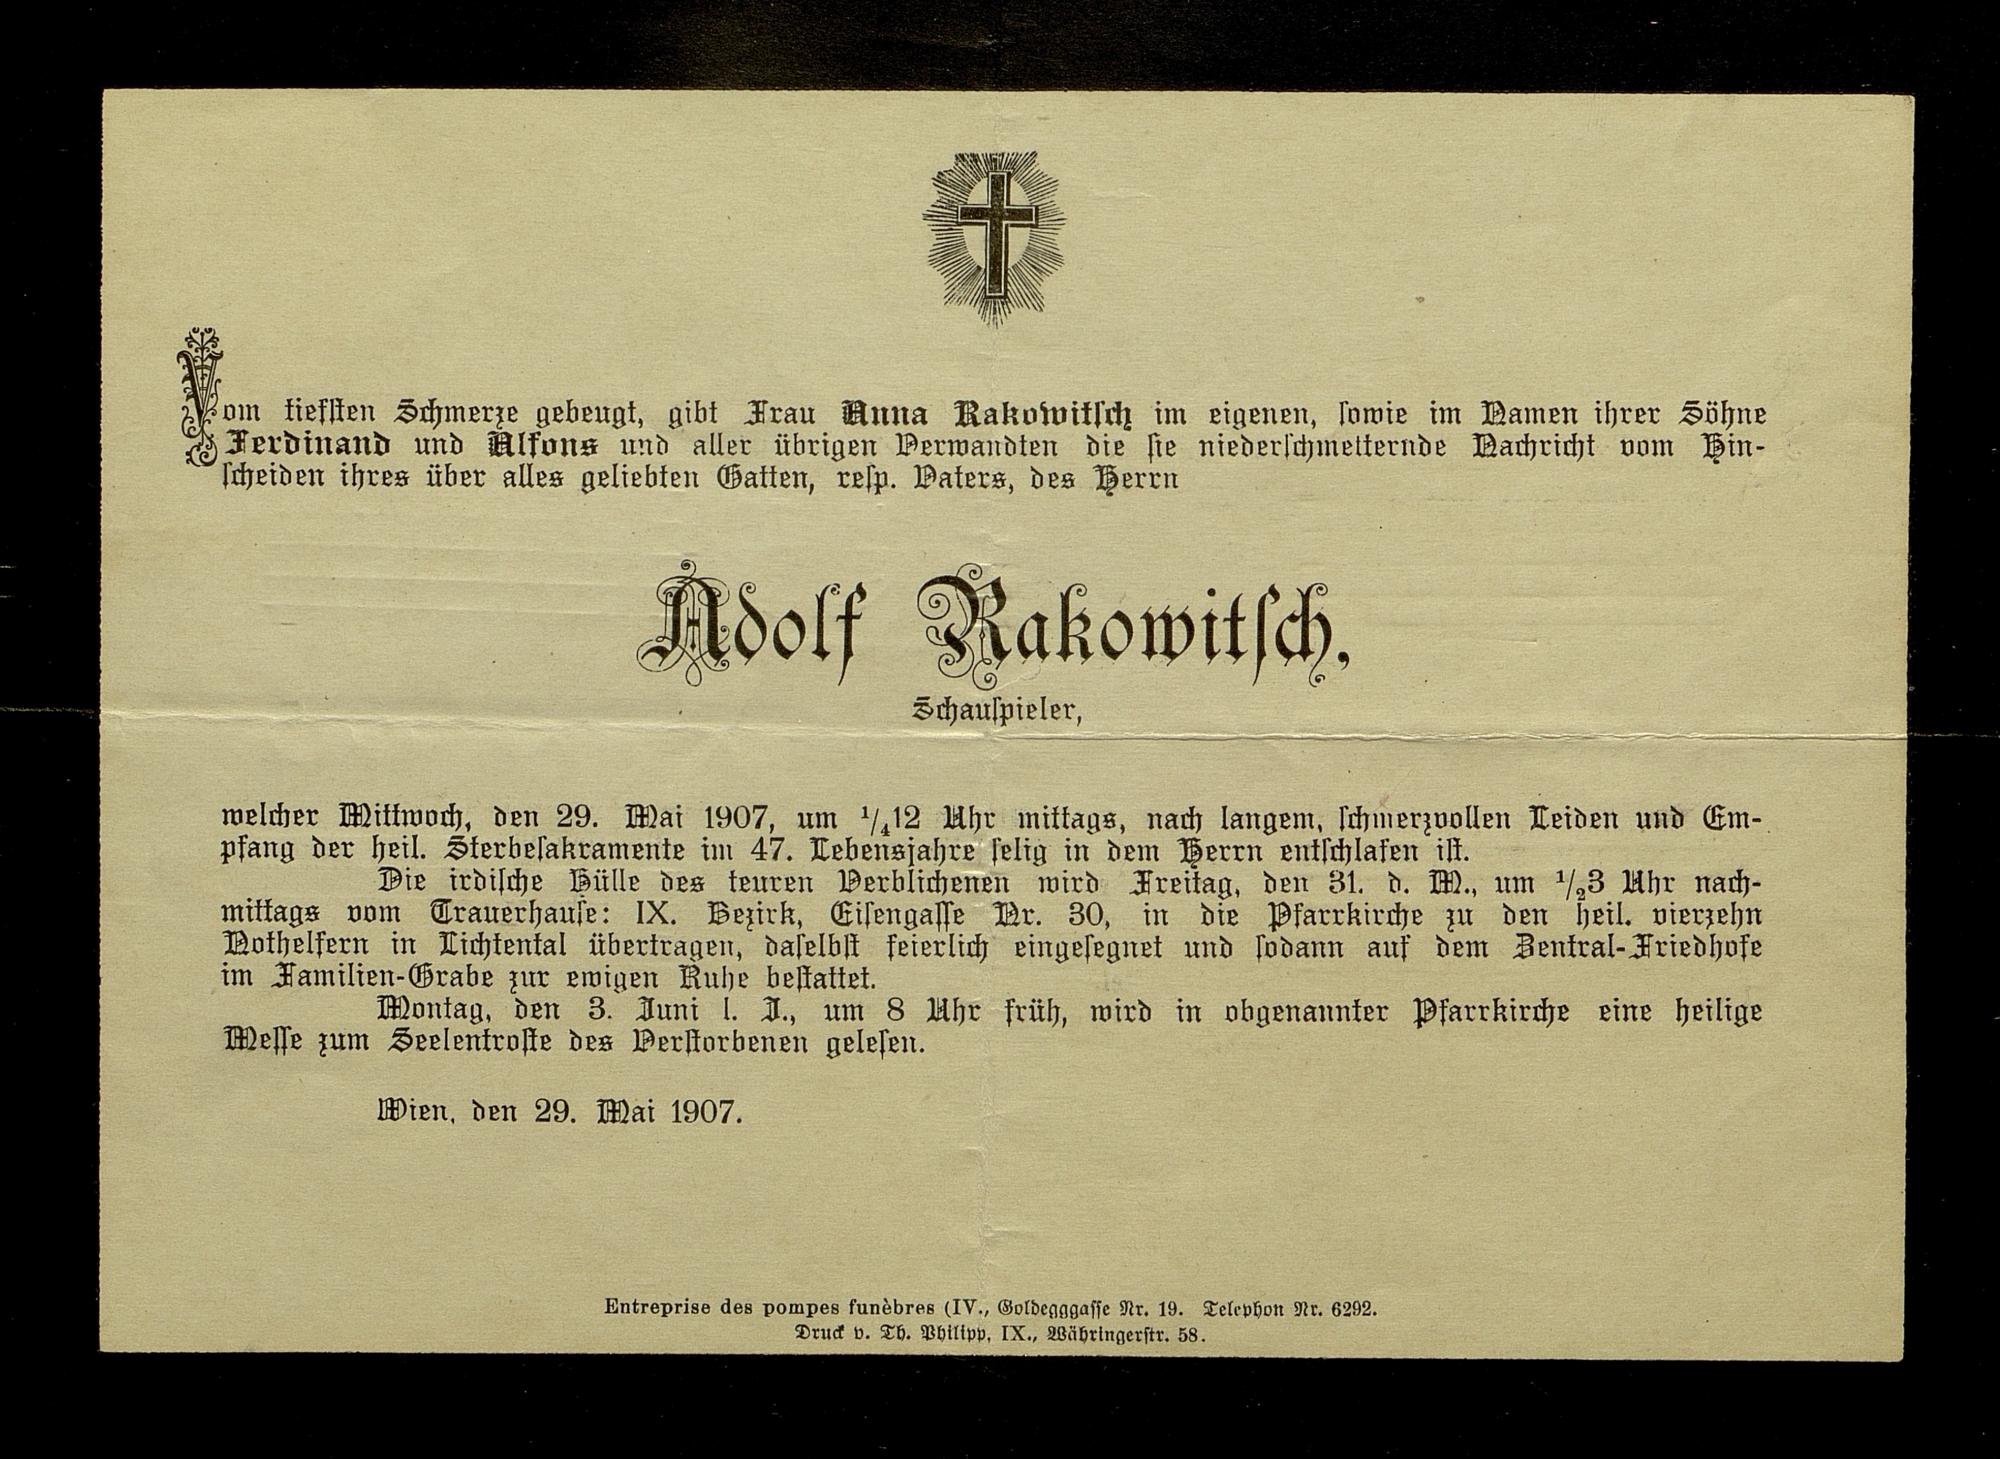 Vom tiefsten Schmerze gebeugt, gibt Frau Anna Rakowitsch im eigenen, sowie im Namen ihrer Söhne
Ferdinand und Alfons und aller übrigen Verwandten die sie niederschmetternde Nachricht vom Hin-
scheiden ihres über alles geliebten Gatten, resp. Vaters, des Herrn
Adolf Rakowitsch,
Schauspieler,
welcher Mittwoch, den 29. Mai 1907, um 1/4 12 Uhr mittags, nach langem, schmerzvollen Leiden und Em-
pfang der heil. Sterbesakramente im 47. Lebensjahre selig in dem Herrn entschlafen ist.
Die irdische Hülle des teuren Verblichenen wird Freitag, den 31. d. M., um 1/2 3 Uhr nach-
mittags vom Trauerhause: IX. Bezirk, Eisengasse Nr. 30, in die Pfarrkirche zu den heil. vierzehn
Nothelfern in Lichtental übertragen, daselbst feierlich eingesegnet und sodann auf dem Zentral-Friedhofe
im Familien-Grabe zur ewigen Ruhe bestattet.
Montag, den 3. Juni l. J., um 8 Uhr früh, wird in obgenannter Pfarrkirche eine heilige
Messe zum Seelentroste des Verstorbenen gelesen.
Wien, den 29. Mai 1907.
Entreprise des pompes funèbres (IV., Goldegggasse Nr. 19. Telephon Nr. 6292.
Druck v. Th. Philipp, IX., Währingerstr. 58.